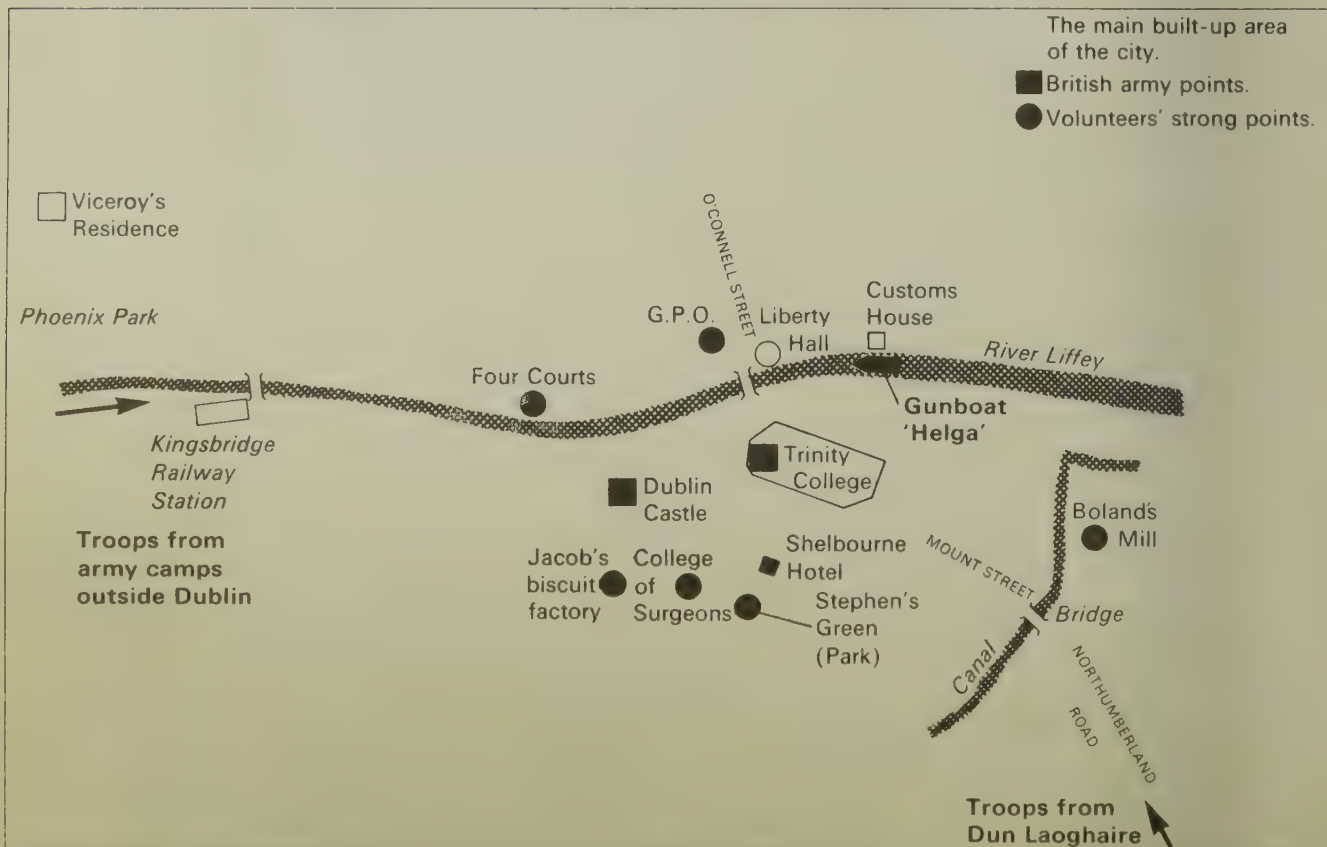 The main built-up area
of the city.
British army points.
Volunteers' strong points.
Viceroy's
Residence
Phoenix Park
O'CONNELL STREET
G.P.O.
Liberty
Hall
Customs
House
River Liffey
Four Courts
Gunboat
'Helga'
Kingsbridge
Railway
Station
Trinity
College
Dublin
Castle
Boland's
Mill
Troops from
army camps
outside Dublin
Jacob's
biscuit
factory
College
of
Surgeons
Shelbourne
Hotel
Stephen's
Green
(Park)
MOUNT STREET
Bridge
Canal
NORTHUMBERLAND
ROAD
Troops from
Dun Laoghaire